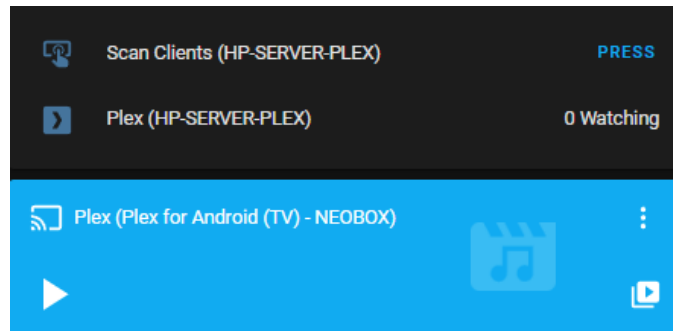 Scan Clients (HP-SERVER-PLEX) PRESS
Plex (HP-SERVER-PLEX) 0 Watching
Plex (Plex for Android (TV) - NEOBOX)